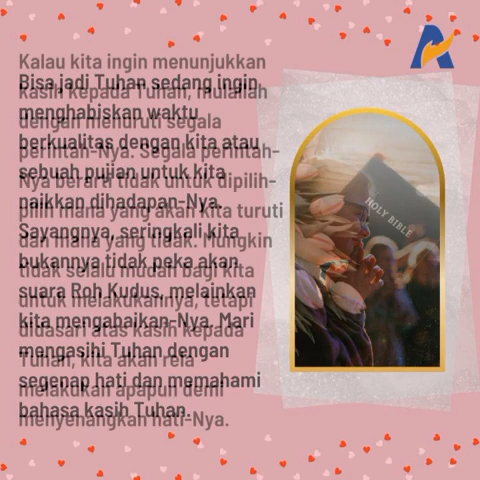 Kalau kita ingin menunjukkan
kasih kepada Tuhan, mulailah
dengan menuruti segala
perintah-Nya. Segala perintah-
Nya berarti tidak untuk dipilih-
pilih mana yang akan kita turuti
dan mana yang tidak. Mungkin
tidak selalu mudah bagi kita
untuk melakukannya, tetapi
didasari atas kasih kepada
Tuhan, kita akan rela
melakukan apapun demi
menyenangkan hati-Nya.
Bisa jadi Tuhan sedang ingin
menghabiskan waktu
berkualitas dengan kita atau
sebuah pujian untuk kita
naikkan dihadapan-Nya.
Sayangnya, seringkali kita
bukannya tidak peka akan
suara Roh Kudus, melainkan
kita mengabaikan-Nya. Mari
mengasihi Tuhan dengan
segenap hati dan memahami
bahasa kasih Tuhan.
HOLY BIBLE